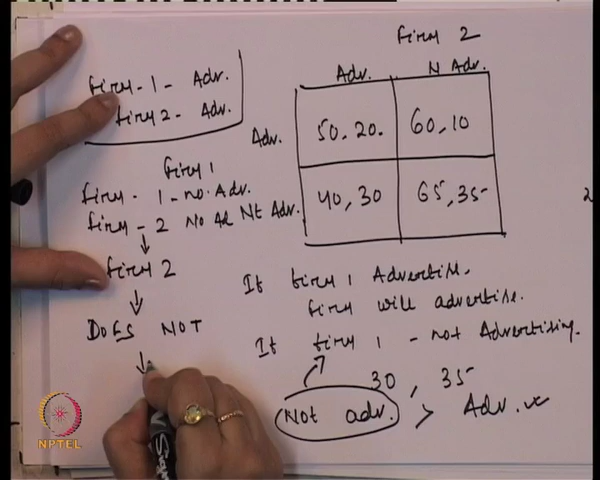 Firm 2
Adv. N Adv.
Firm - 1 - Adv.
Firm 2 - Adv.
Adv. 50, 20. 60, 10
Firm 1
Firm - 1 - no. Adv.
Firm - 2 No Ad
Nt Adv. 40, 30 65, 35
2
Firm 2
DOES NOT
If firm 1 Advertise,
firm will advertise.
If firm 1 - not Advertising.
30, 35
Not adv. > Adv.
NPTEL